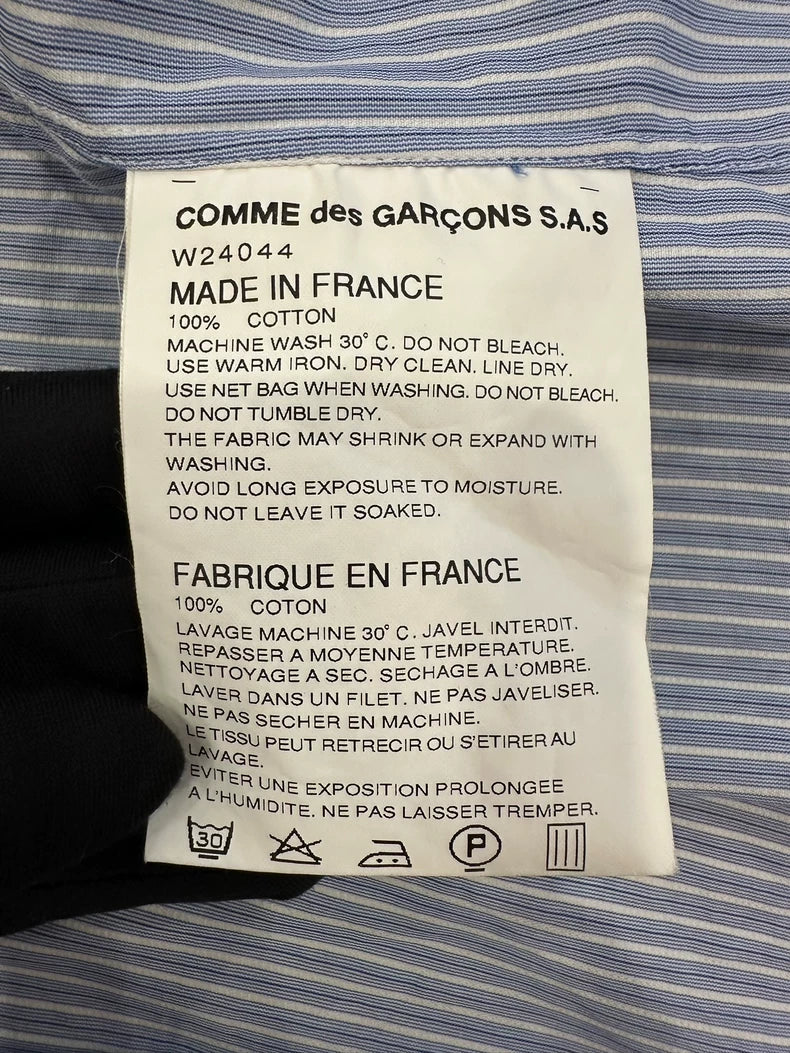 COMME des GARÇONS S.A.S
W24044
MADE IN FRANCE
100% COTTON
MACHINE WASH 30° C. DO NOT BLEACH.
USE WARM IRON. DRY CLEAN. LINE DRY.
USE NET BAG WHEN WASHING. DO NOT BLEACH.
DO NOT TUMBLE DRY.
THE FABRIC MAY SHRINK OR EXPAND WITH
WASHING.
AVOID LONG EXPOSURE TO MOISTURE.
DO NOT LEAVE IT SOAKED.
FABRIQUE EN FRANCE
100% COTON
LAVAGE MACHINE 30° C. JAVEL INTERDIT.
REPASSER A MOYENNE TEMPERATURE.
NETTOYAGE A SEC. SECHAGE A L'OMBRE.
LAVER DANS UN FILET. NE PAS JAVELISER.
NE PAS SECHER EN MACHINE.
LE TISSU PEUT RETRECIR OU S'ETIRER AU
LAVAGE.
EVITER UNE EXPOSITION PROLONGEE
A L'HUMIDITE. NE PAS LAISSER TREMPER.
30 P